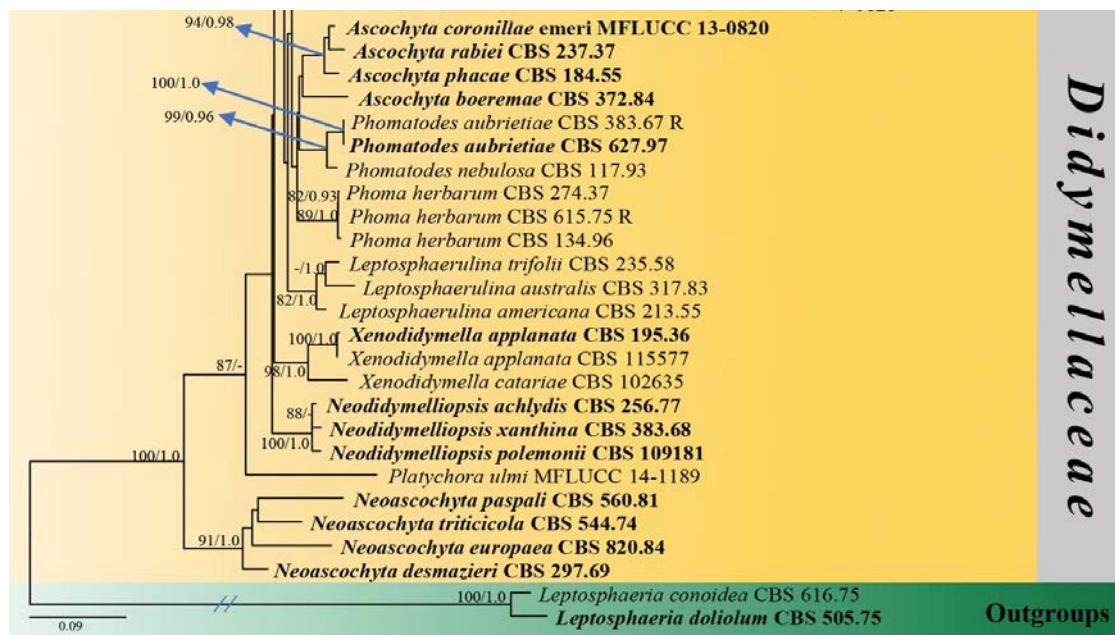 94/0.98
Ascochyta coronillae emeri MFLUCC 13-0820
Ascochyta rabiei CBS 237.37
Ascochyta phacae CBS 184.55
100/1.0
Ascochyta boeremae CBS 372.84
99/0.96
Phomatodes aubrietiae CBS 383.67 R
Phomatodes aubrietiae CBS 627.97
Phomatodes nebulosa CBS 117.93
82/0.93
Phoma herbarum CBS 274.37
89/1.0
Phoma herbarum CBS 615.75 R
Phoma herbarum CBS 134.96
-/1.0
Leptosphaerulina trifolii CBS 235.58
Leptosphaerulina australis CBS 317.83
82/1.0
Leptosphaerulina americana CBS 213.55
100/1.0
Xenodidymella applanata CBS 195.36
Xenodidymella applanata CBS 115577
87/-
98/1.0
Xenodidymella catariae CBS 102635
88/-
Neodidymelliopsis achlydis CBS 256.77
Neodidymelliopsis xanthina CBS 383.68
100/1.0
Neodidymelliopsis polemonii CBS 109181
100/1.0
Platychora ulmi MFLUCC 14-1189
Neoascochyta paspali CBS 560.81
Neoascochyta triticicola CBS 544.74
91/1.0
Neoascochyta europaea CBS 820.84
Neoascochyta desmazieri CBS 297.69
Didymellaceae
100/1.0
Leptosphaeria conoidea CBS 616.75
Leptosphaeria doliolum CBS 505.75
Outgroups
0.09